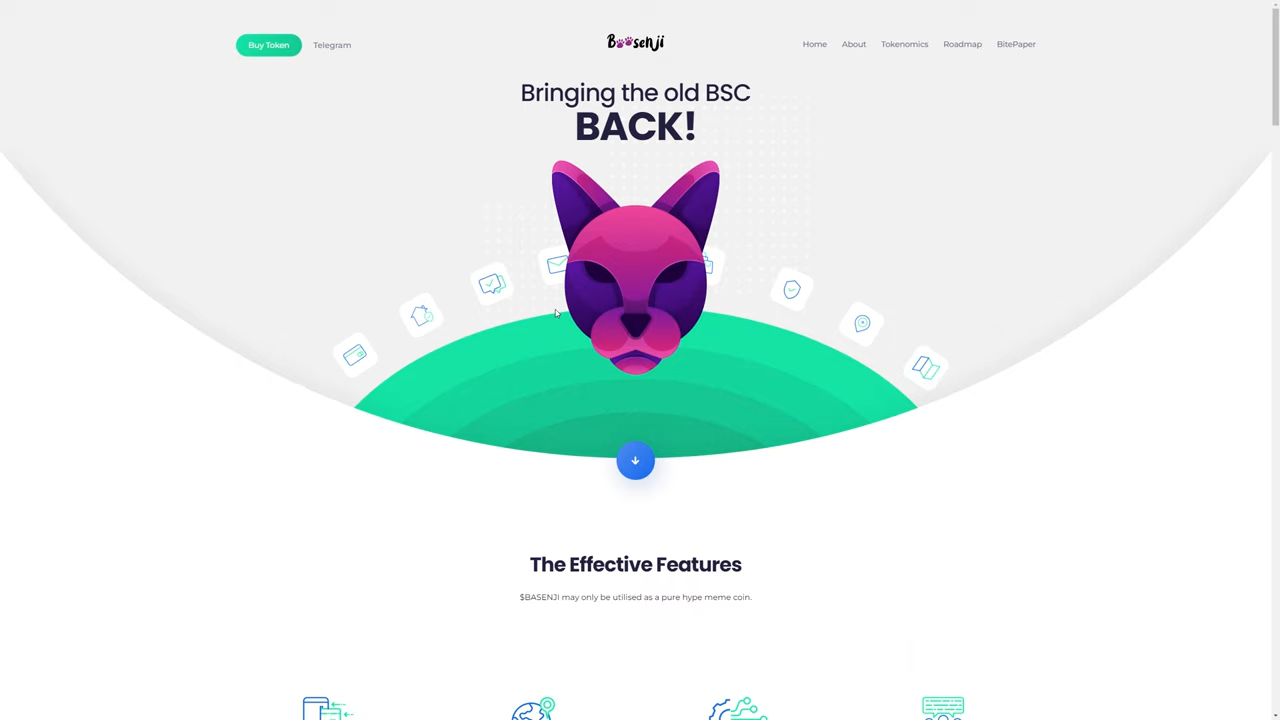 Buy Token
Telegram
Basenji
Home
About
Tokenomics
Roadmap
BitePaper
Bringing the old BSC
BACK!
The Effective Features
$BASENJI may only be utilised as a pure hype meme coin.